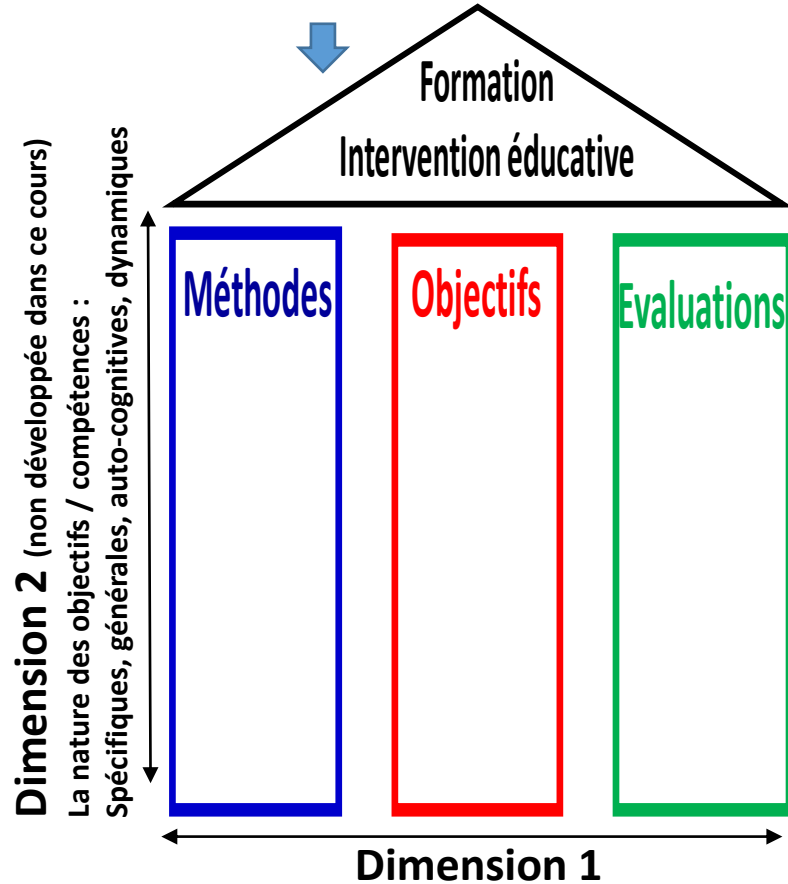 Formation
Intervention éducative
Méthodes
Objectifs
Evaluations
Dimension 2 (non développée dans ce cours)
La nature des objectifs / compétences :
Spécifiques, générales, auto-cognitives, dynamiques
Dimension 1